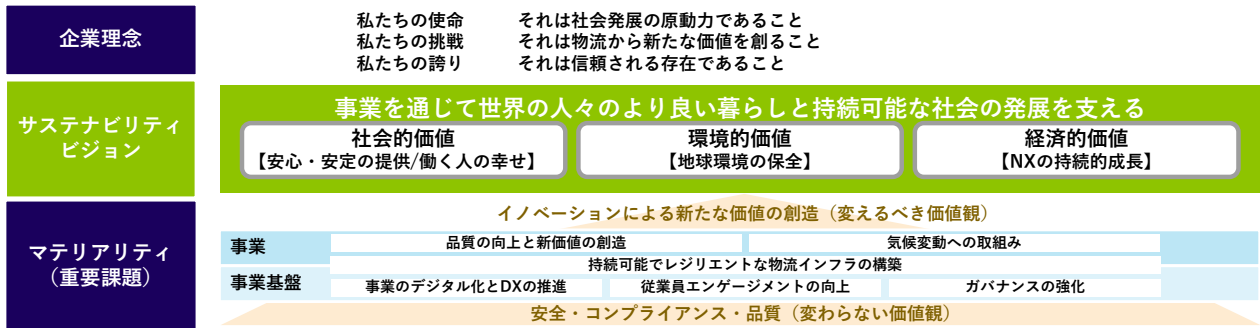 企業理念
私たちの使命　それは社会発展の原動力であること
私たちの挑戦　それは物流から新たな価値を創ること
私たちの誇り　それは信頼される存在であること
サステナビリティ
ビジョン
事業を通じて世界の人々のより良い暮らしと持続可能な社会の発展を支える
社会的価値
【安心・安定の提供/働く人の幸せ】
環境的価値
【地球環境の保全】
経済的価値
【NXの持続的成長】
マテリアリティ
（重要課題）
イノベーションによる新たな価値の創造（変えるべき価値観）
事業
品質の向上と新価値の創造
気候変動への取組み
持続可能でレジリエントな物流インフラの構築
事業基盤
事業のデジタル化とDXの推進
従業員エンゲージメントの向上
ガバナンスの強化
安全・コンプライアンス・品質（変わらない価値観）